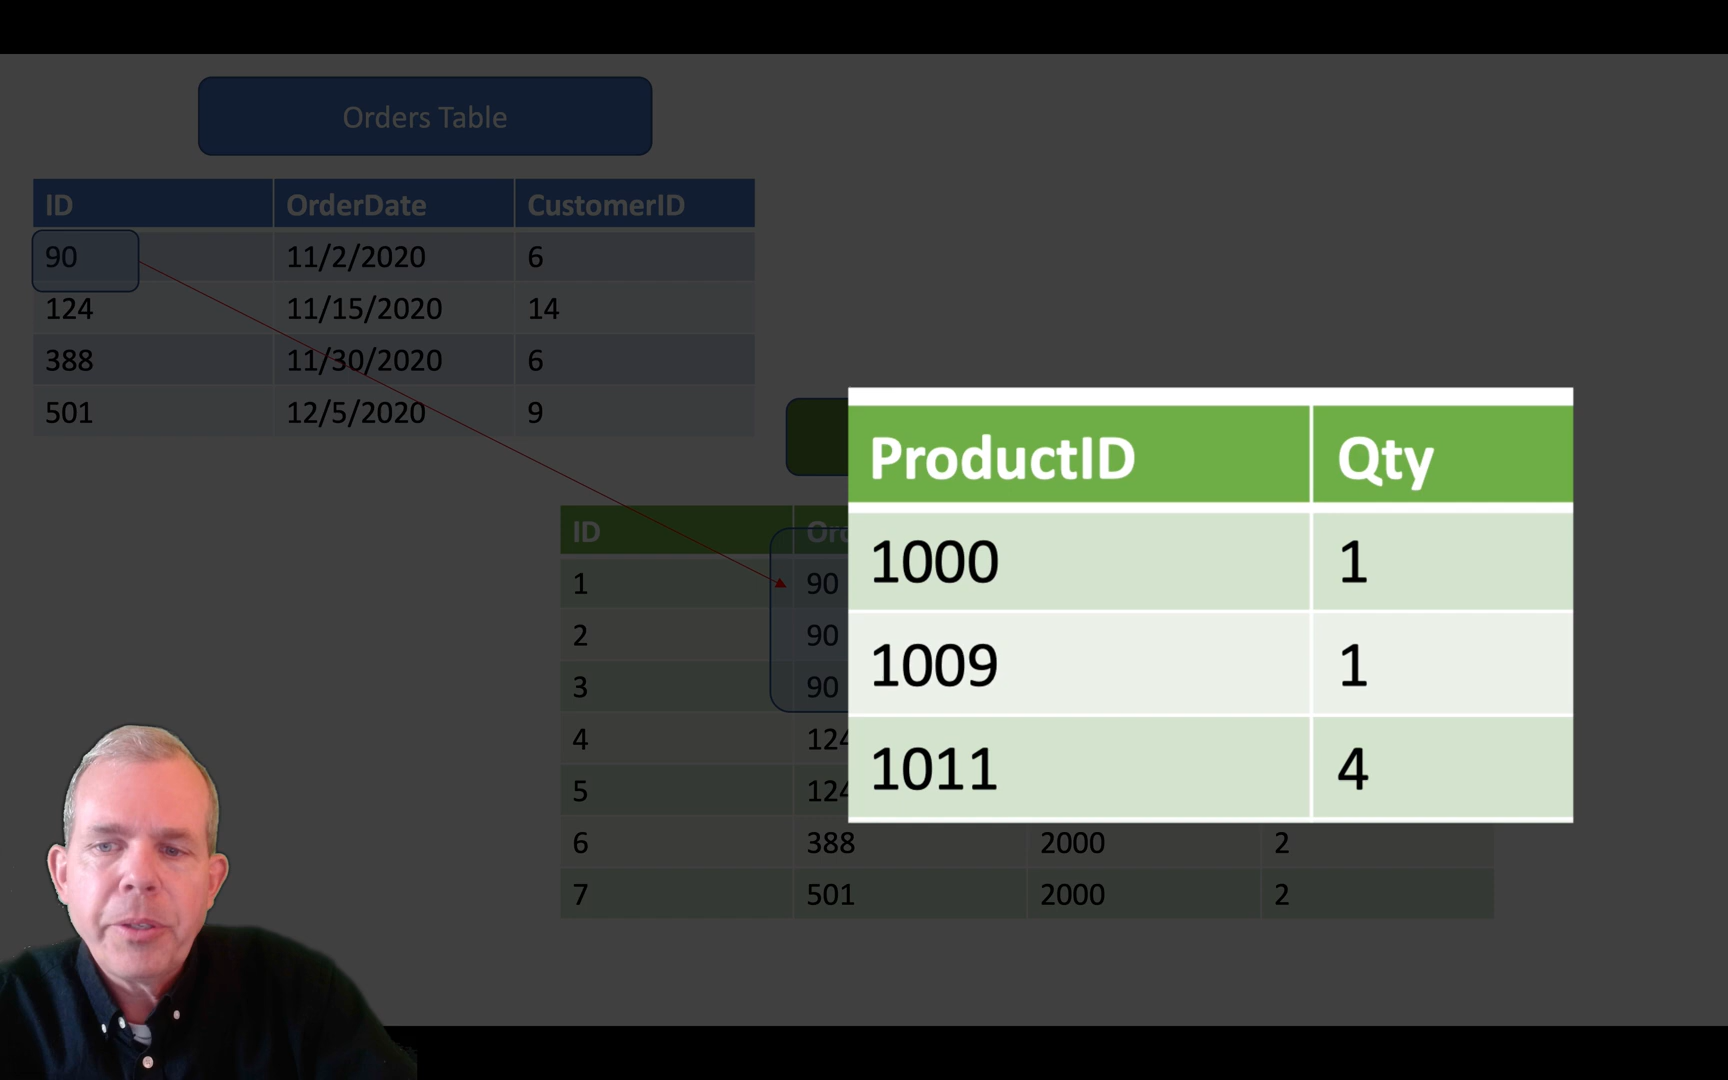 Orders Table
ID OrderDate CustomerID
90 11/2/2020 6
124 11/15/2020 14
388 11/30/2020 6
501 12/5/2020 9
ProductID Qty
1000 1
1009 1
1011 4
ID
1 90
2 90
3 90
4 124
5 124
6 388 2000 2
7 501 2000 2